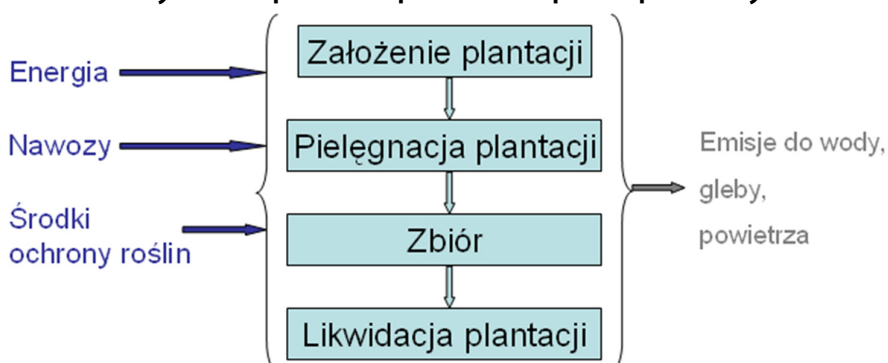 Założenie plantacji
Energia
Nawozy
Pielęgnacja plantacji
Emisje do wody,
gleby,
powietrza
Środki
ochrony roślin
Zbiór
Likwidacja plantacji